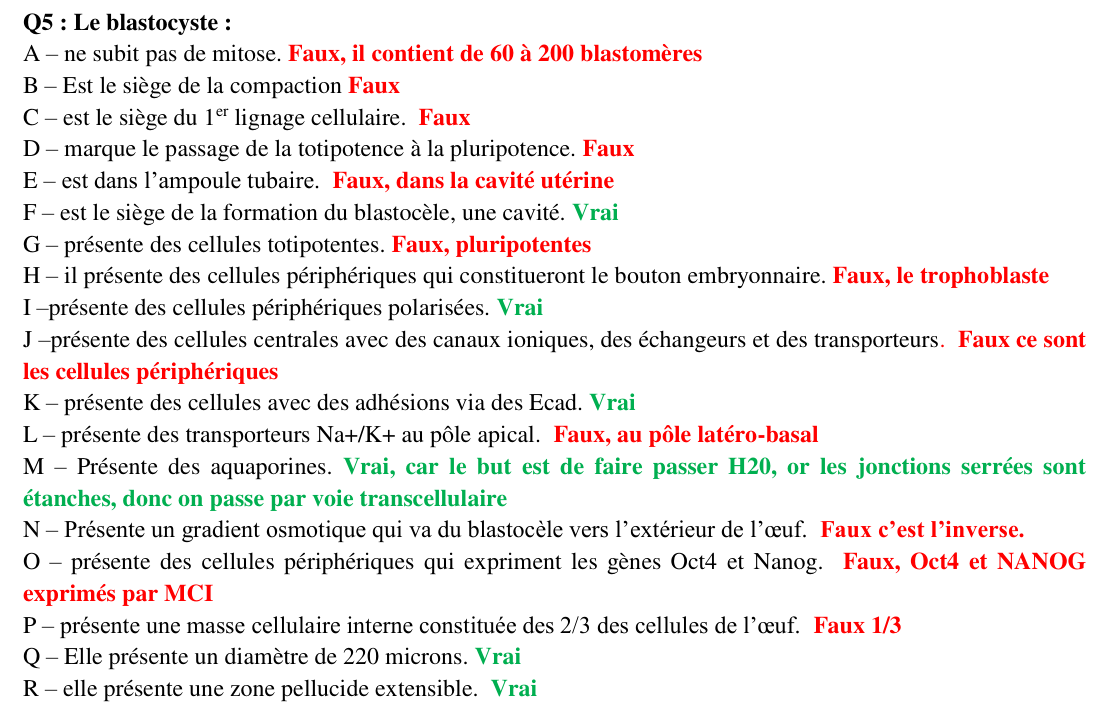 Q5 : Le blastocyste :
A – ne subit pas de mitose. Faux, il contient de 60 à 200 blastomères
B – Est le siège de la compaction Faux
C – est le siège du 1er lignage cellulaire.  Faux
D – marque le passage de la totipotence à la pluripotence. Faux
E – est dans l’ampoule tubaire.  Faux, dans la cavité utérine
F – est le siège de la formation du blastocèle, une cavité. Vrai
G – présente des cellules totipotentes. Faux, pluripotentes
H – il présente des cellules périphériques qui constitueront le bouton embryonnaire. Faux, le trophoblaste
I –présente des cellules périphériques polarisées. Vrai
J –présente des cellules centrales avec des canaux ioniques, des échangeurs et des transporteurs.  Faux ce sont
les cellules périphériques
K – présente des cellules avec des adhésions via des Ecad. Vrai
L – présente des transporteurs Na+/K+ au pôle apical.  Faux, au pôle latéro-basal
M – Présente des aquaporines. Vrai, car le but est de faire passer H20, or les jonctions serrées sont
étanches, donc on passe par voie transcellulaire
N – Présente un gradient osmotique qui va du blastocèle vers l’extérieur de l’œuf.  Faux c’est l’inverse.
O – présente des cellules périphériques qui expriment les gènes Oct4 et Nanog.  Faux, Oct4 et NANOG
exprimés par MCI
P – présente une masse cellulaire interne constituée des 2/3 des cellules de l’œuf.  Faux 1/3
Q – Elle présente un diamètre de 220 microns. Vrai
R – elle présente une zone pellucide extensible.  Vrai